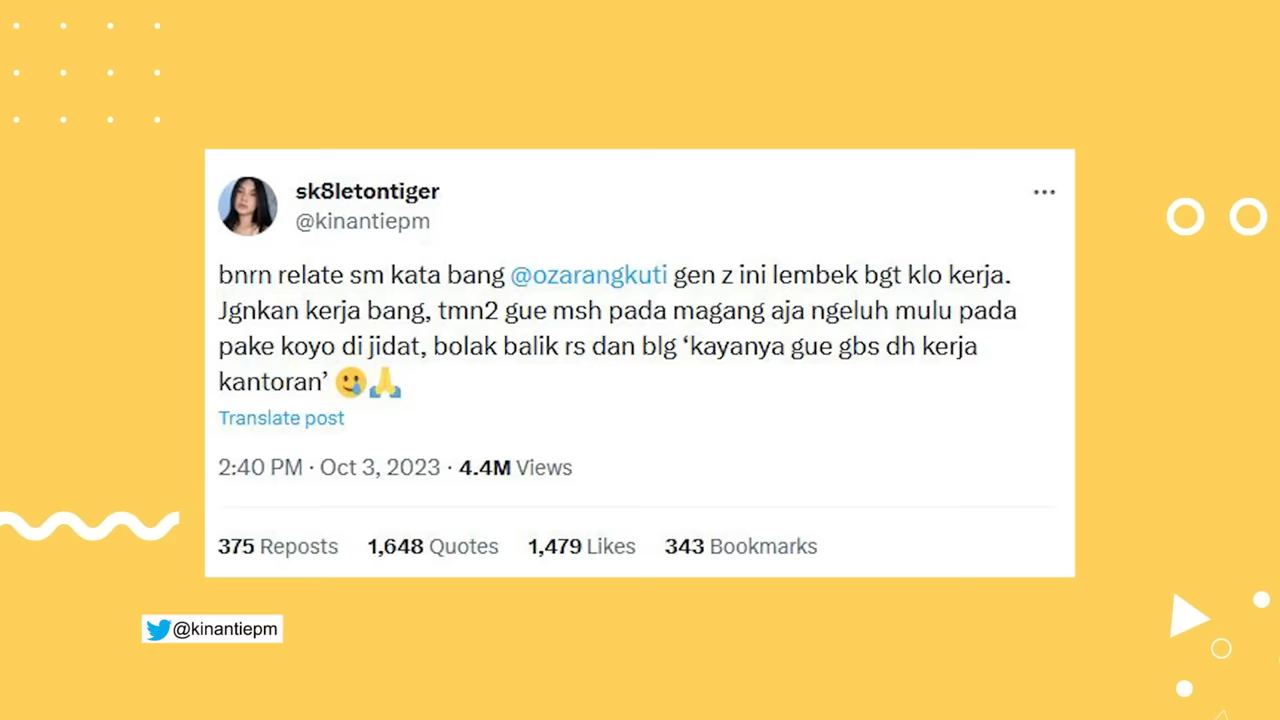 sk8letontiger
@kinantiepm
bnrn relate sm kata bang @ozarangkuti gen z ini lembek bgt klo kerja.
Jgnkan kerja bang, tmn2 gue msh pada magang aja ngeluh mulu pada
pake koyo di jidat, bolak balik rs dan blg ‘kayanya gue gbs dh kerja
kantoran’ 🥲🙏
Translate post
2:40 PM · Oct 3, 2023 · 4.4M Views
375 Reposts 1,648 Quotes 1,479 Likes 343 Bookmarks
@kinantiepm